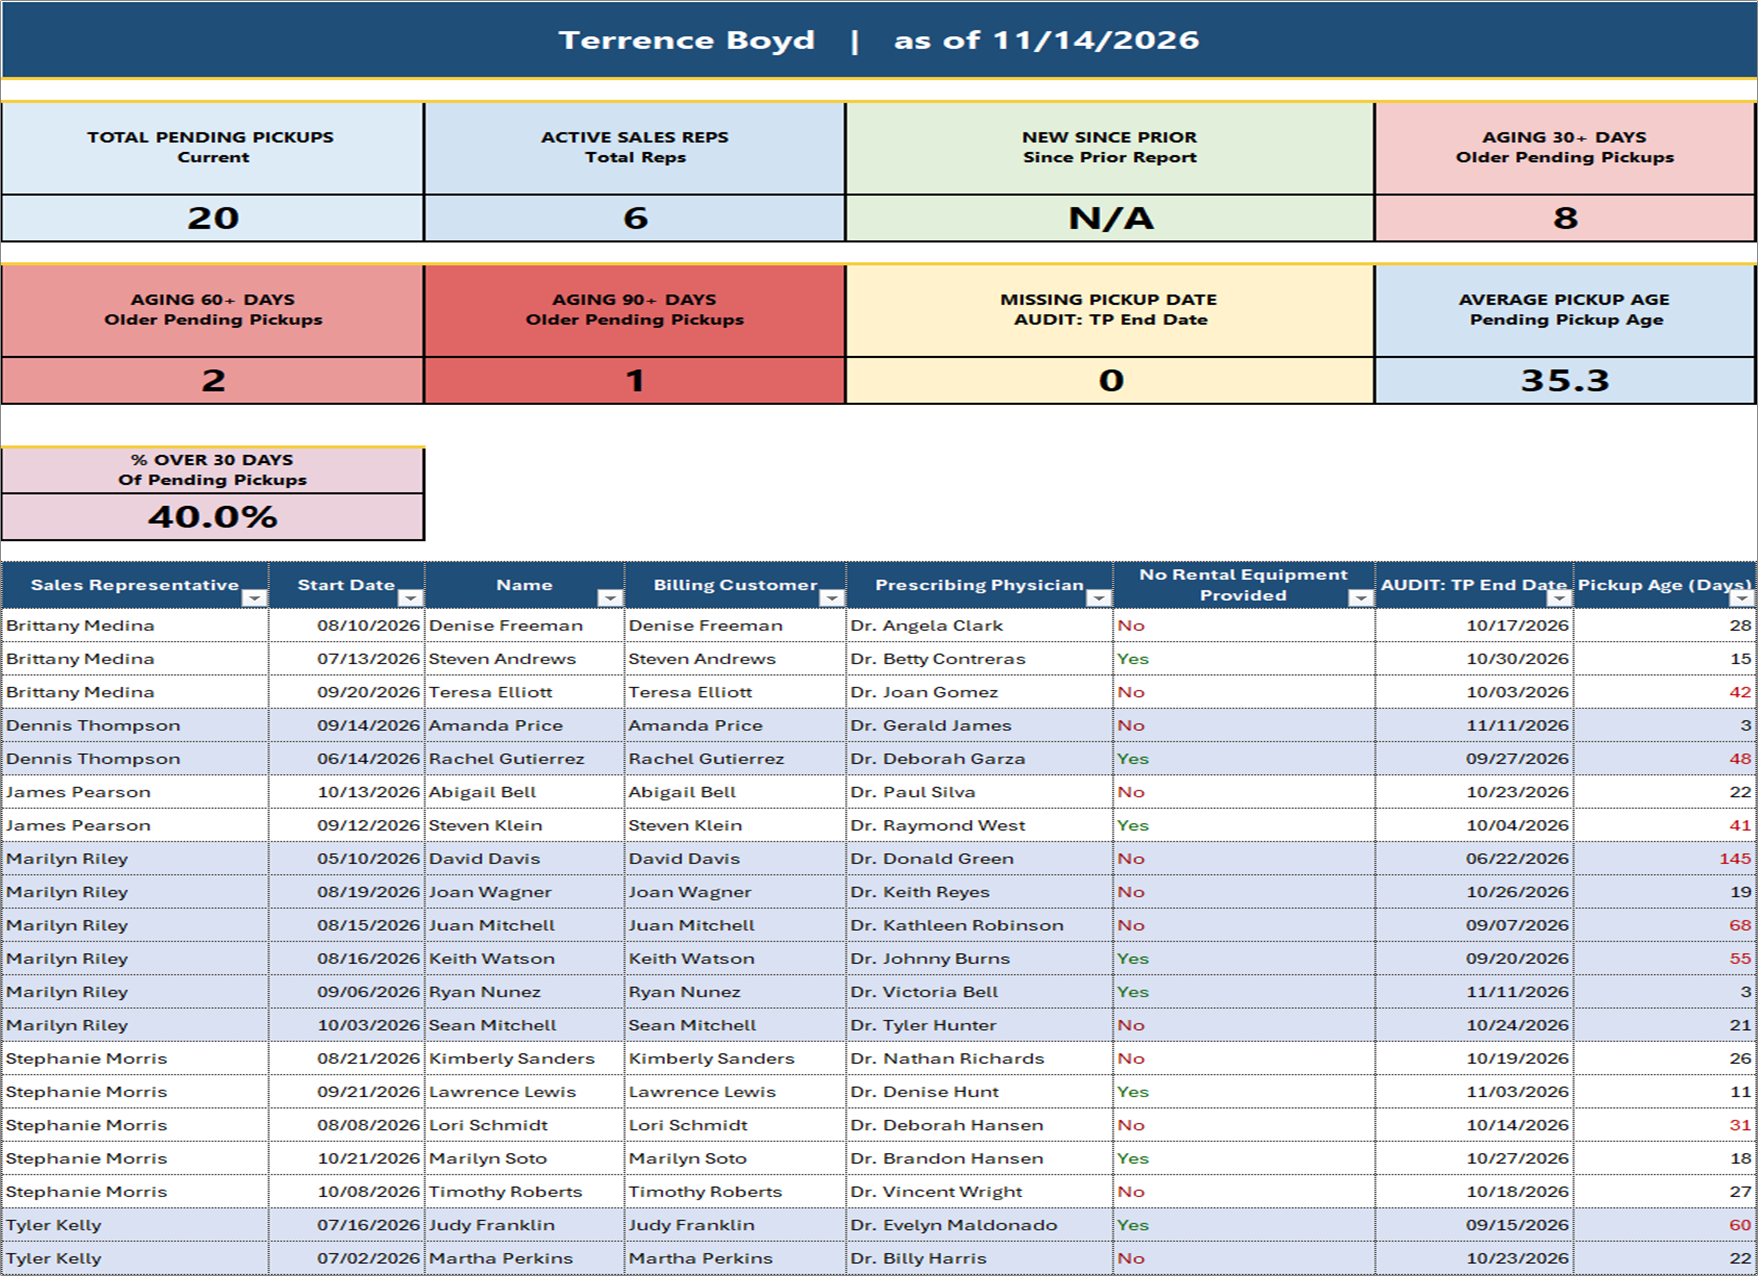 Terrence Boyd | as of 11/14/2026
TOTAL PENDING PICKUPS
Current
20
ACTIVE SALES REPS
Total Reps
6
NEW SINCE PRIOR
Since Prior Report
N/A
AGING 30+ DAYS
Older Pending Pickups
8
AGING 60+ DAYS
Older Pending Pickups
2
AGING 90+ DAYS
Older Pending Pickups
1
MISSING PICKUP DATE
AUDIT: TP End Date
0
AVERAGE PICKUP AGE
Pending Pickup Age
35.3
% OVER 30 DAYS
Of Pending Pickups
40.0%
Sales Representative Start Date Name Billing Customer Prescribing Physician No Rental Equipment Provided AUDIT: TP End Date Pickup Age (Days)
Brittany Medina 08/10/2026 Denise Freeman Denise Freeman Dr. Angela Clark No 10/17/2026 28
Brittany Medina 07/13/2026 Steven Andrews Steven Andrews Dr. Betty Contreras Yes 10/30/2026 15
Brittany Medina 09/20/2026 Teresa Elliott Teresa Elliott Dr. Joan Gomez No 10/03/2026 42
Dennis Thompson 09/14/2026 Amanda Price Amanda Price Dr. Gerald James No 11/11/2026 3
Dennis Thompson 06/14/2026 Rachel Gutierrez Rachel Gutierrez Dr. Deborah Garza Yes 09/27/2026 48
James Pearson 10/13/2026 Abigail Bell Abigail Bell Dr. Paul Silva No 10/23/2026 22
James Pearson 09/12/2026 Steven Klein Steven Klein Dr. Raymond West Yes 10/04/2026 41
Marilyn Riley 05/10/2026 David Davis David Davis Dr. Donald Green No 06/22/2026 145
Marilyn Riley 08/19/2026 Joan Wagner Joan Wagner Dr. Keith Reyes No 10/26/2026 19
Marilyn Riley 08/15/2026 Juan Mitchell Juan Mitchell Dr. Kathleen Robinson No 09/07/2026 68
Marilyn Riley 08/16/2026 Keith Watson Keith Watson Dr. Johnny Burns Yes 09/20/2026 55
Marilyn Riley 09/06/2026 Ryan Nunez Ryan Nunez Dr. Victoria Bell Yes 11/11/2026 3
Marilyn Riley 10/03/2026 Sean Mitchell Sean Mitchell Dr. Tyler Hunter No 10/24/2026 21
Stephanie Morris 08/21/2026 Kimberly Sanders Kimberly Sanders Dr. Nathan Richards No 10/19/2026 26
Stephanie Morris 09/21/2026 Lawrence Lewis Lawrence Lewis Dr. Denise Hunt Yes 11/03/2026 11
Stephanie Morris 08/08/2026 Lori Schmidt Lori Schmidt Dr. Deborah Hansen No 10/14/2026 31
Stephanie Morris 10/21/2026 Marilyn Soto Marilyn Soto Dr. Brandon Hansen Yes 10/27/2026 18
Stephanie Morris 10/08/2026 Timothy Roberts Timothy Roberts Dr. Vincent Wright No 10/18/2026 27
Tyler Kelly 07/16/2026 Judy Franklin Judy Franklin Dr. Evelyn Maldonado Yes 09/15/2026 60
Tyler Kelly 07/02/2026 Martha Perkins Martha Perkins Dr. Billy Harris No 10/23/2026 22